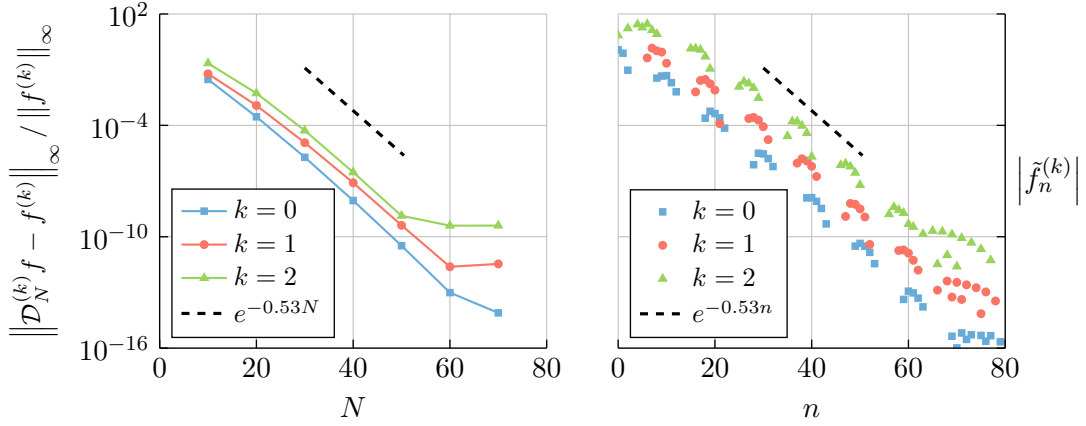 10^2
10^{-4}
10^{-10}
10^{-16}
‖𝒟_N^{(k)} f − f^{(k)}‖_∞ / ‖f^{(k)}‖_∞
k = 0
k = 1
k = 2
e^{−0.53N}
0 20 40 60 80
N
k = 0
k = 1
k = 2
e^{−0.53n}
0 20 40 60 80
n
|f̃_n^{(k)}|